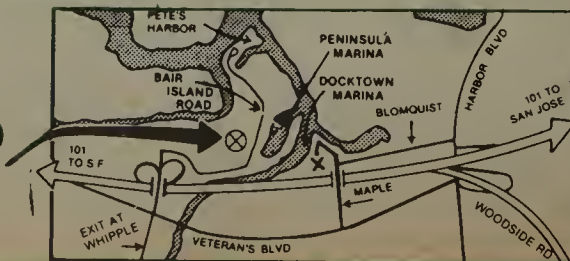 PETE'S
HARBOR
PENINSULA
MARINA
BAIR
ISLAND
ROAD
DOCKTOWN
MARINA
BLOMQUIST
HARBOR BLVD
101 TO
SAN JOSE
101
TO S F
MAPLE
EXIT AT
WHIPPLE
VETERAN'S BLVD
WOODSIDE RD